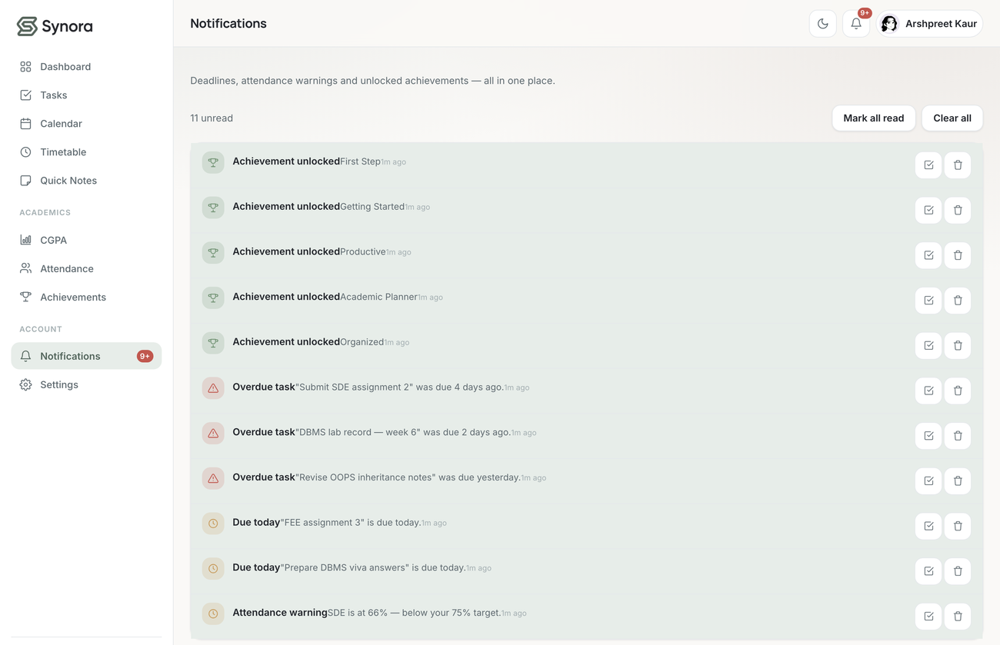 Synora
Notifications
9+
Arshpreet Kaur
Dashboard
Tasks
Calendar
Timetable
Quick Notes
ACADEMICS
CGPA
Attendance
Achievements
ACCOUNT
Notifications 9+
Settings
Deadlines, attendance warnings and unlocked achievements — all in one place.
11 unread
Mark all read
Clear all
Achievement unlockedFirst Step1m ago
Achievement unlockedGetting Started1m ago
Achievement unlockedProductive1m ago
Achievement unlockedAcademic Planner1m ago
Achievement unlockedOrganized1m ago
Overdue task"Submit SDE assignment 2" was due 4 days ago.1m ago
Overdue task"DBMS lab record — week 6" was due 2 days ago.1m ago
Overdue task"Revise OOPS inheritance notes" was due yesterday.1m ago
Due today"FEE assignment 3" is due today.1m ago
Due today"Prepare DBMS viva answers" is due today.1m ago
Attendance warningSDE is at 66% — below your 75% target.1m ago